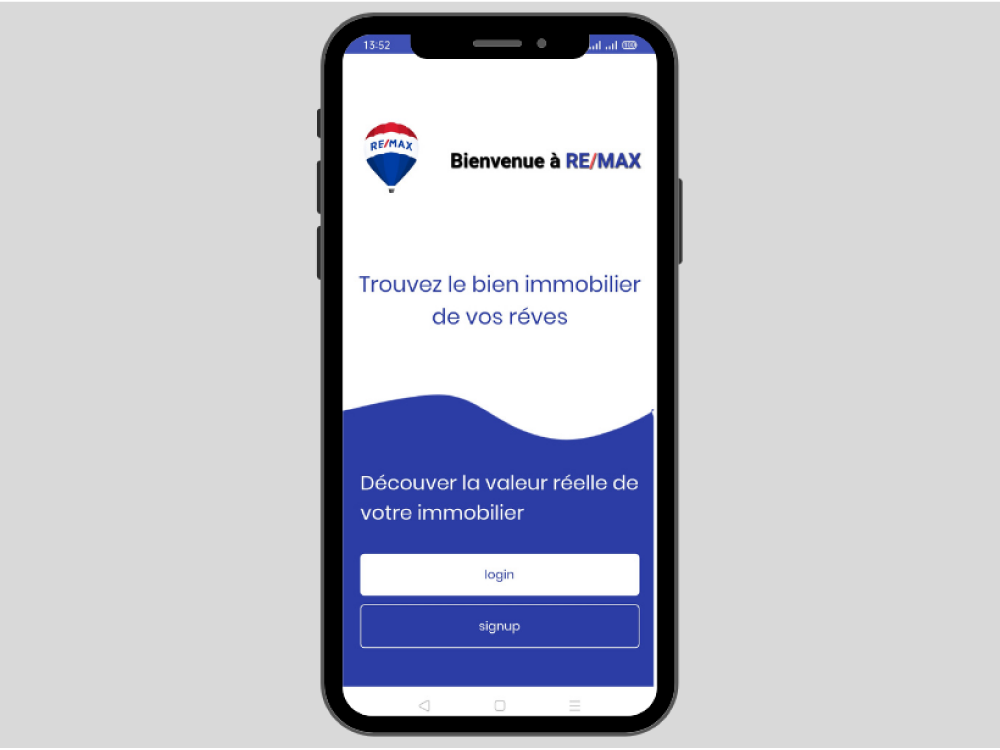 13:52
RE/MAX
Bienvenue à RE/MAX
Trouvez le bien immobilier
de vos réves
Découver la valeur réelle de
votre immobilier
login
signup